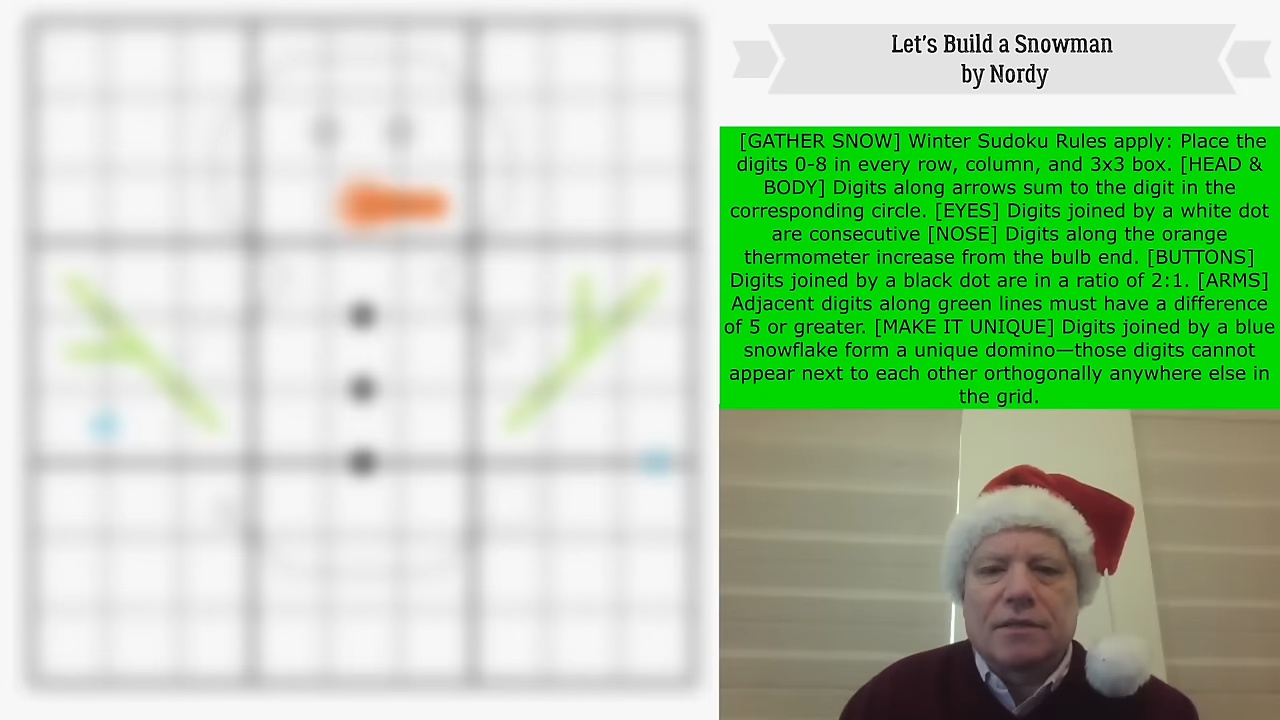 Let's Build a Snowman
by Nordy
[GATHER SNOW] Winter Sudoku Rules apply: Place the
digits 0-8 in every row, column, and 3x3 box. [HEAD &
BODY] Digits along arrows sum to the digit in the
corresponding circle. [EYES] Digits joined by a white dot
are consecutive [NOSE] Digits along the orange
thermometer increase from the bulb end. [BUTTONS]
Digits joined by a black dot are in a ratio of 2:1. [ARMS]
Adjacent digits along green lines must have a difference
of 5 or greater. [MAKE IT UNIQUE] Digits joined by a blue
snowflake form a unique domino—those digits cannot
appear next to each other orthogonally anywhere else in
the grid.